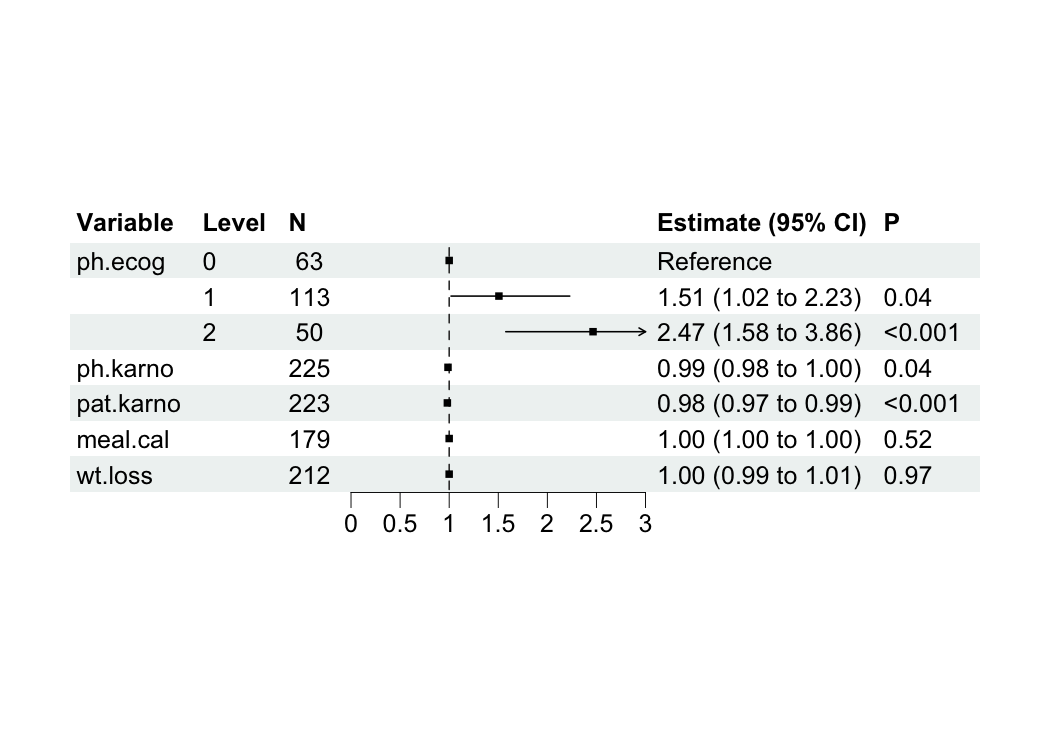 Variable Level N Estimate (95% CI) P
ph.ecog 0 63 Reference
1 113 1.51 (1.02 to 2.23) 0.04
2 50 2.47 (1.58 to 3.86) <0.001
ph.karno 225 0.99 (0.98 to 1.00) 0.04
pat.karno 223 0.98 (0.97 to 0.99) <0.001
meal.cal 179 1.00 (1.00 to 1.00) 0.52
wt.loss 212 1.00 (0.99 to 1.01) 0.97
0 0.5 1 1.5 2 2.5 3